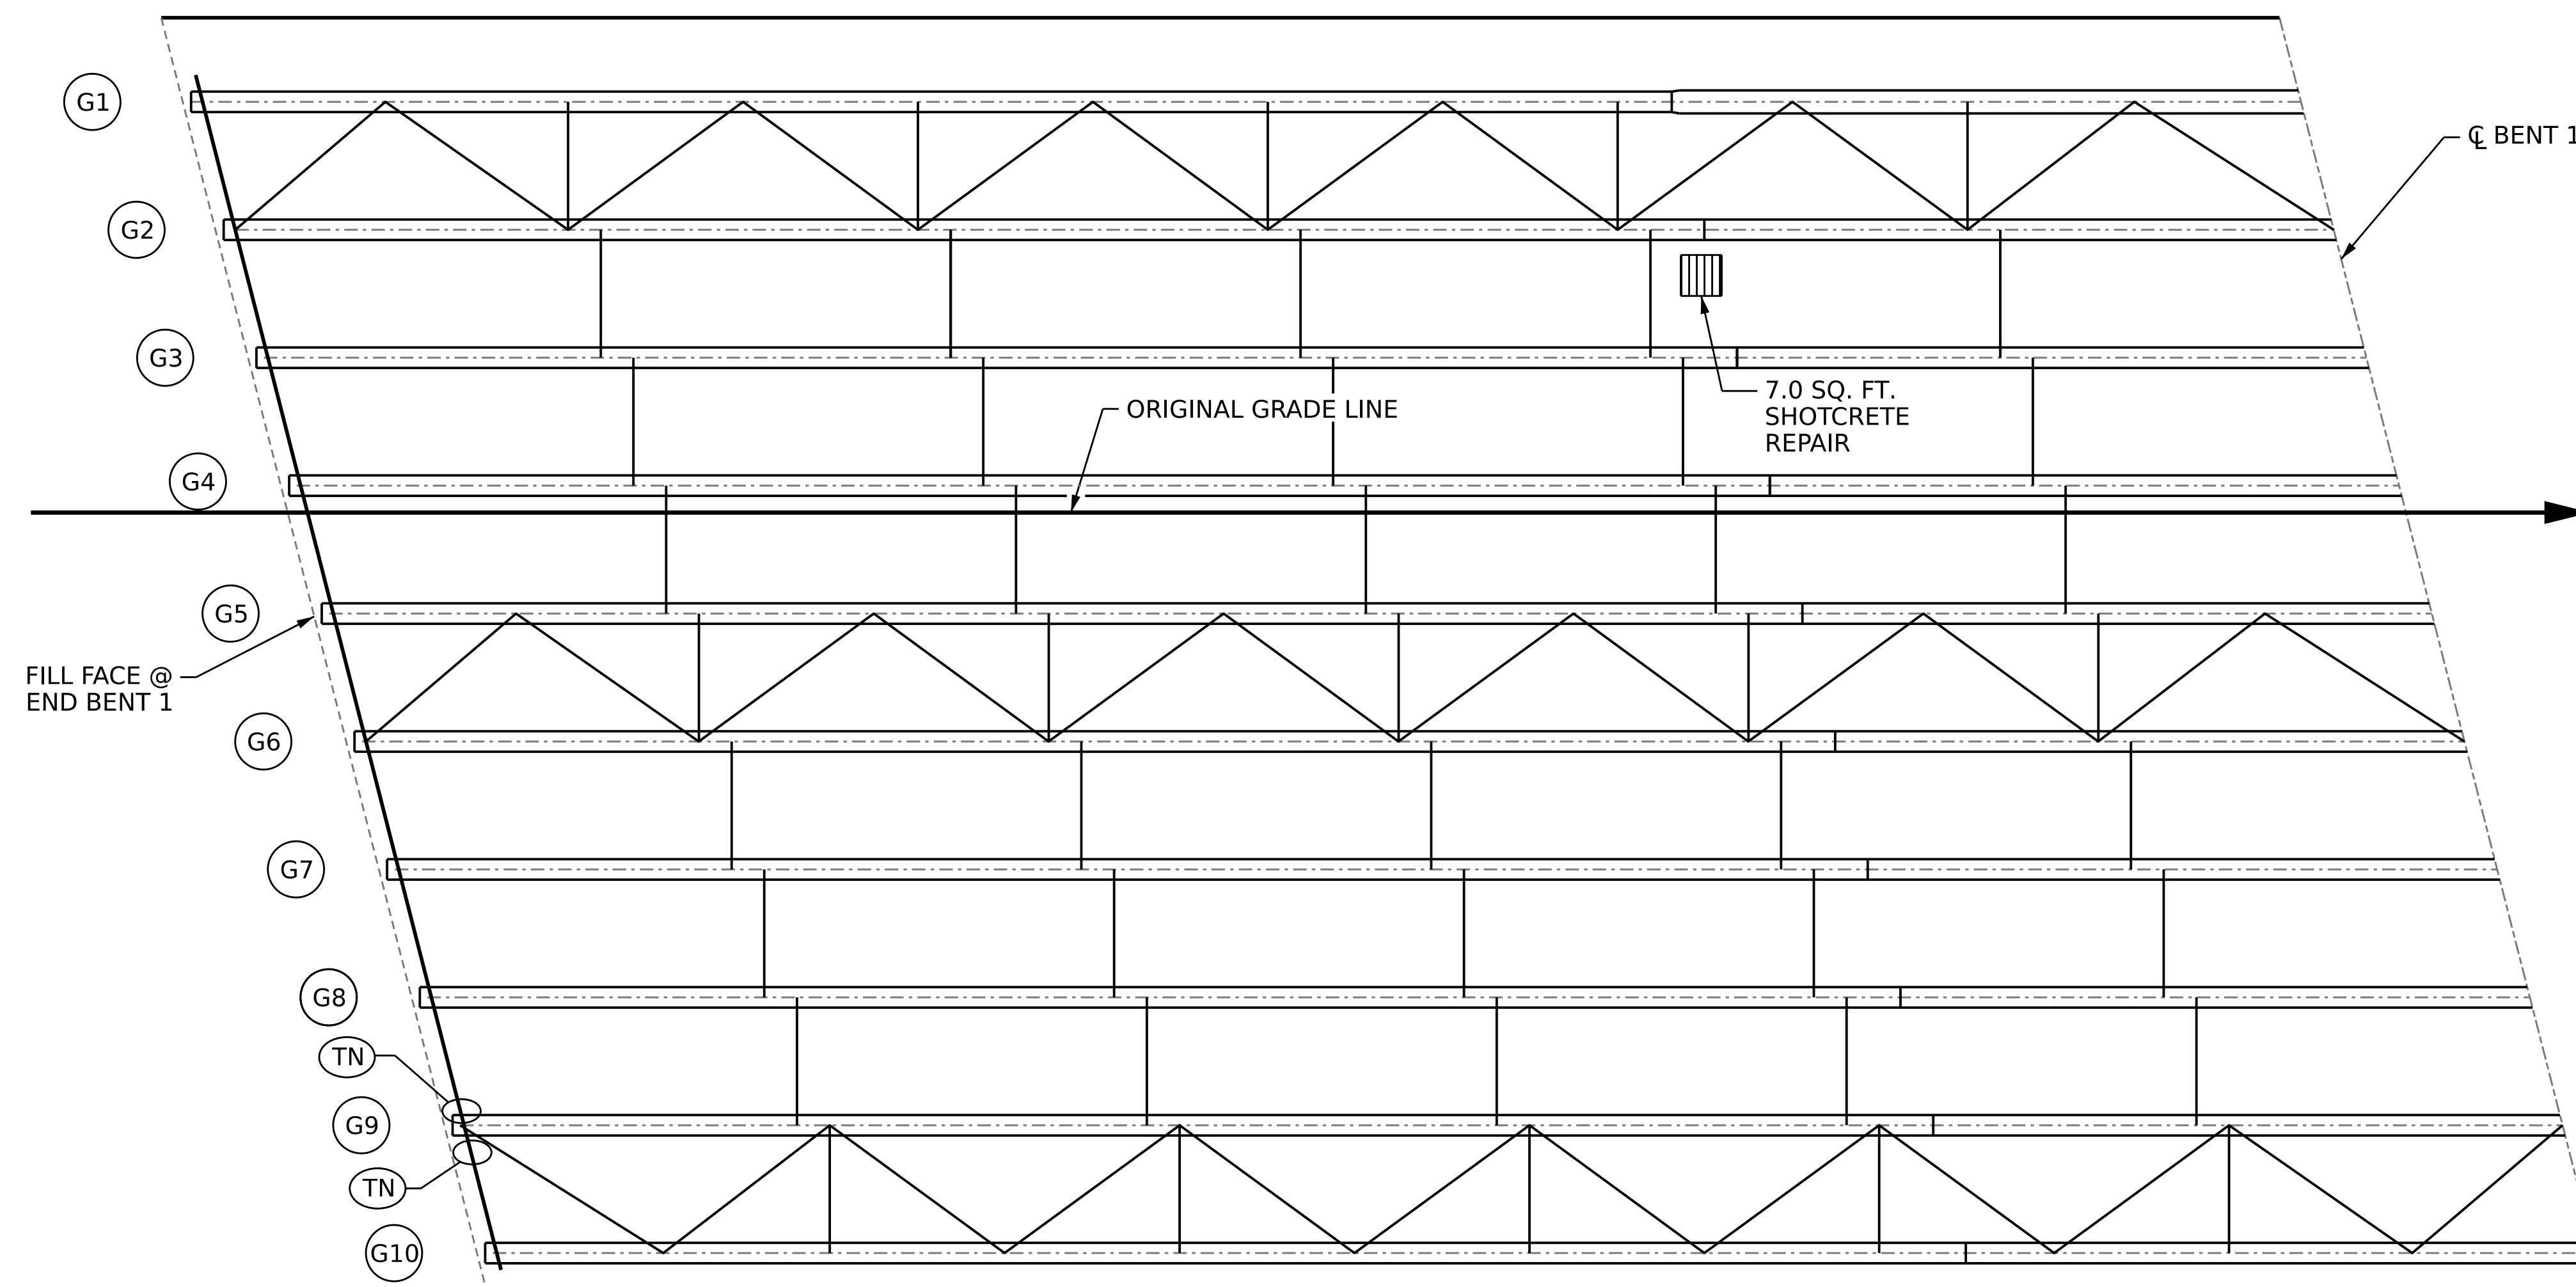 G1
℄ BENT 1
G2
G3
7.0 SQ. FT.
SHOTCRETE
REPAIR
ORIGINAL GRADE LINE
G4
G5
FILL FACE @
END BENT 1
G6
G7
G8
TN
G9
TN
G10